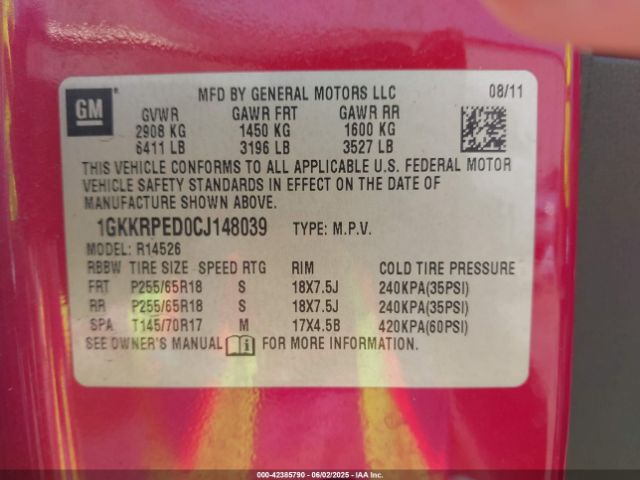 GM
MFD BY GENERAL MOTORS LLC 08/11
GVWR GAWR FRT GAWR RR
2908 KG 1450 KG 1600 KG
6411 LB 3196 LB 3527 LB
THIS VEHICLE CONFORMS TO ALL APPLICABLE U.S. FEDERAL MOTOR
VEHICLE SAFETY STANDARDS IN EFFECT ON THE DATE OF
MANUFACTURE SHOWN ABOVE.
1GKKRPED0CJ148039 TYPE: M.P.V.
MODEL: R14526
RBBW TIRE SIZE SPEED RTG RIM COLD TIRE PRESSURE
FRT P255/65R18 S 18X7.5J 240KPA(35PSI)
RR P255/65R18 S 18X7.5J 240KPA(35PSI)
SPA T145/70R17 M 17X4.5B 420KPA(60PSI)
SEE OWNER'S MANUAL FOR MORE INFORMATION.
000-42385790 - 06/02/2025 - IAA Inc.